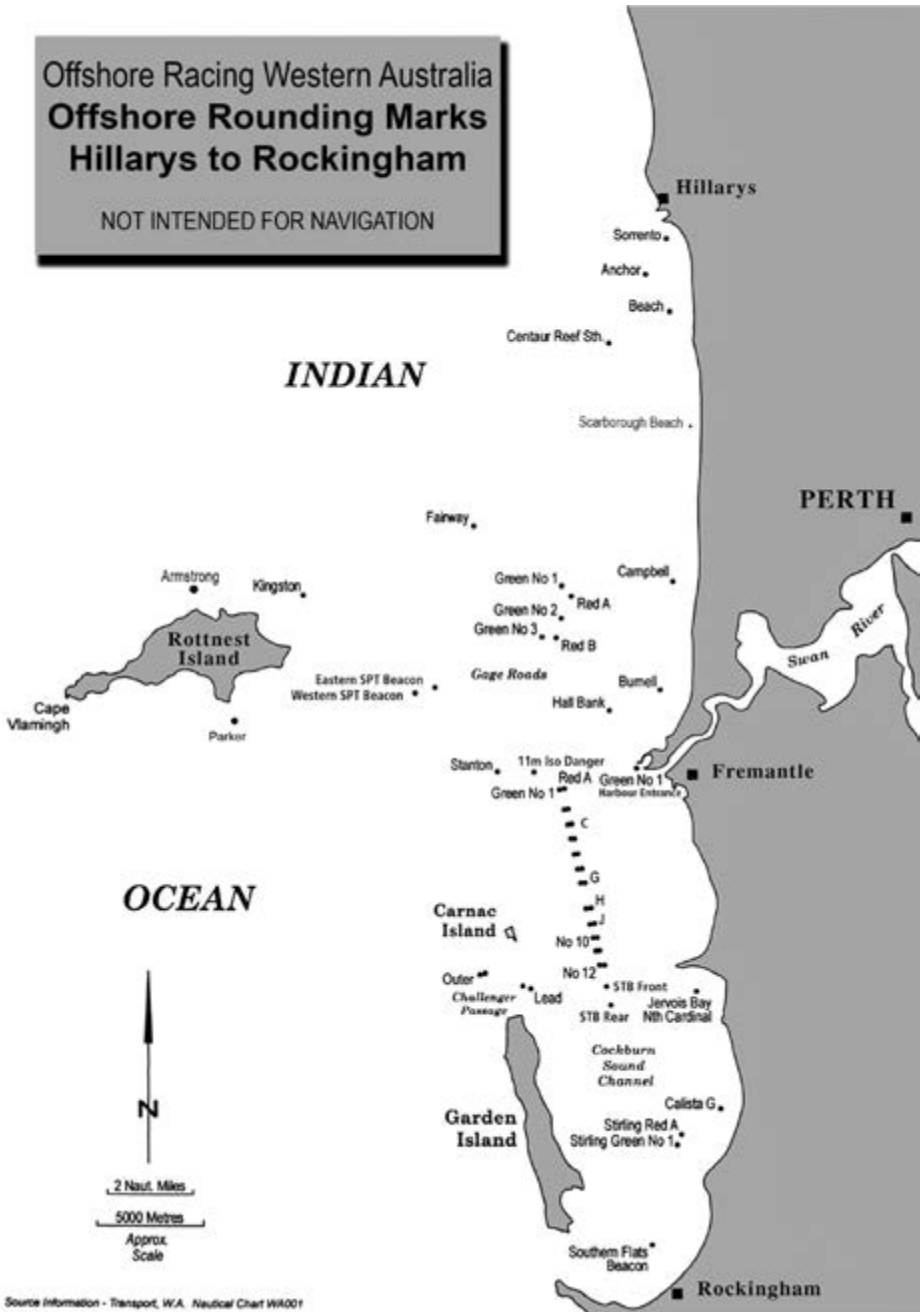 Offshore Racing Western Australia
Offshore Rounding Marks
Hillarys to Rockingham
NOT INTENDED FOR NAVIGATION
Hillarys
Sorrento
Anchor
Beach
Centaur Reef Sth.
INDIAN
Scarborough Beach
PERTH
Fairway
Armstrong
Kingston
Green No 1
Campbell
Red A
Green No 2
Green No 3
Red B
Rottnest
Island
Swan River
Gage Roads
Eastern SPT Beacon
Western SPT Beacon
Burnell
Hall Bank
Cape
Vlamingh
Parker
Stanton
11m Iso Danger
Red A
Green No 1
Green No 1
Harbour Entrance
Fremantle
C
G
OCEAN
H
Carnac
Island
J
No 10
No 12
Outer
Challenger
Passage
Lead
STB Front
STB Rear
Jervois Bay
Nth Cardinal
Cockburn
Sound
Channel
Calista G
N
Garden
Island
Stirling Red A
Stirling Green No 1
2 Naut. Miles
5000 Metres
Approx.
Scale
Southern Flats
Beacon
Rockingham
Source Information - Transport, W.A. Nautical Chart WA001